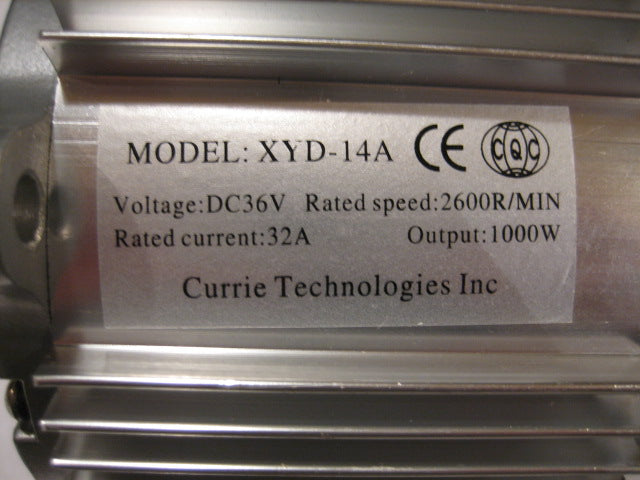 MODEL: XYD-14A CE CQC
Voltage:DC36V Rated speed:2600R/MIN
Rated current:32A Output:1000W
Currie Technologies Inc